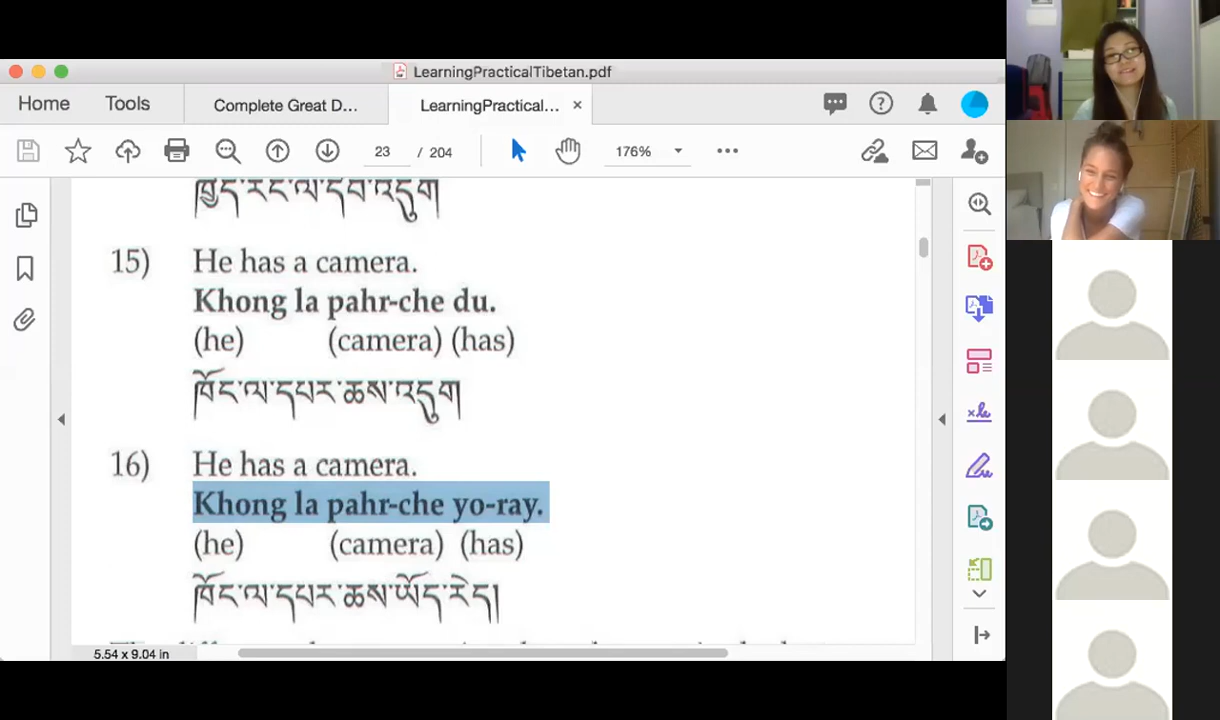 LearningPracticalTibetan.pdf
Home Tools Complete Great D... LearningPractical... ×
23 / 204 176%
ཁྱེད་རང་ལ་དེབ་འདུག
15) He has a camera.
Khong la pahr-che du.
(he) (camera) (has)
ཁོང་ལ་དཔར་ཆས་འདུག
16) He has a camera.
Khong la pahr-che yo-ray.
(he) (camera) (has)
ཁོང་ལ་དཔར་ཆས་ཡོད་རེད།
5.54 x 9.04 in